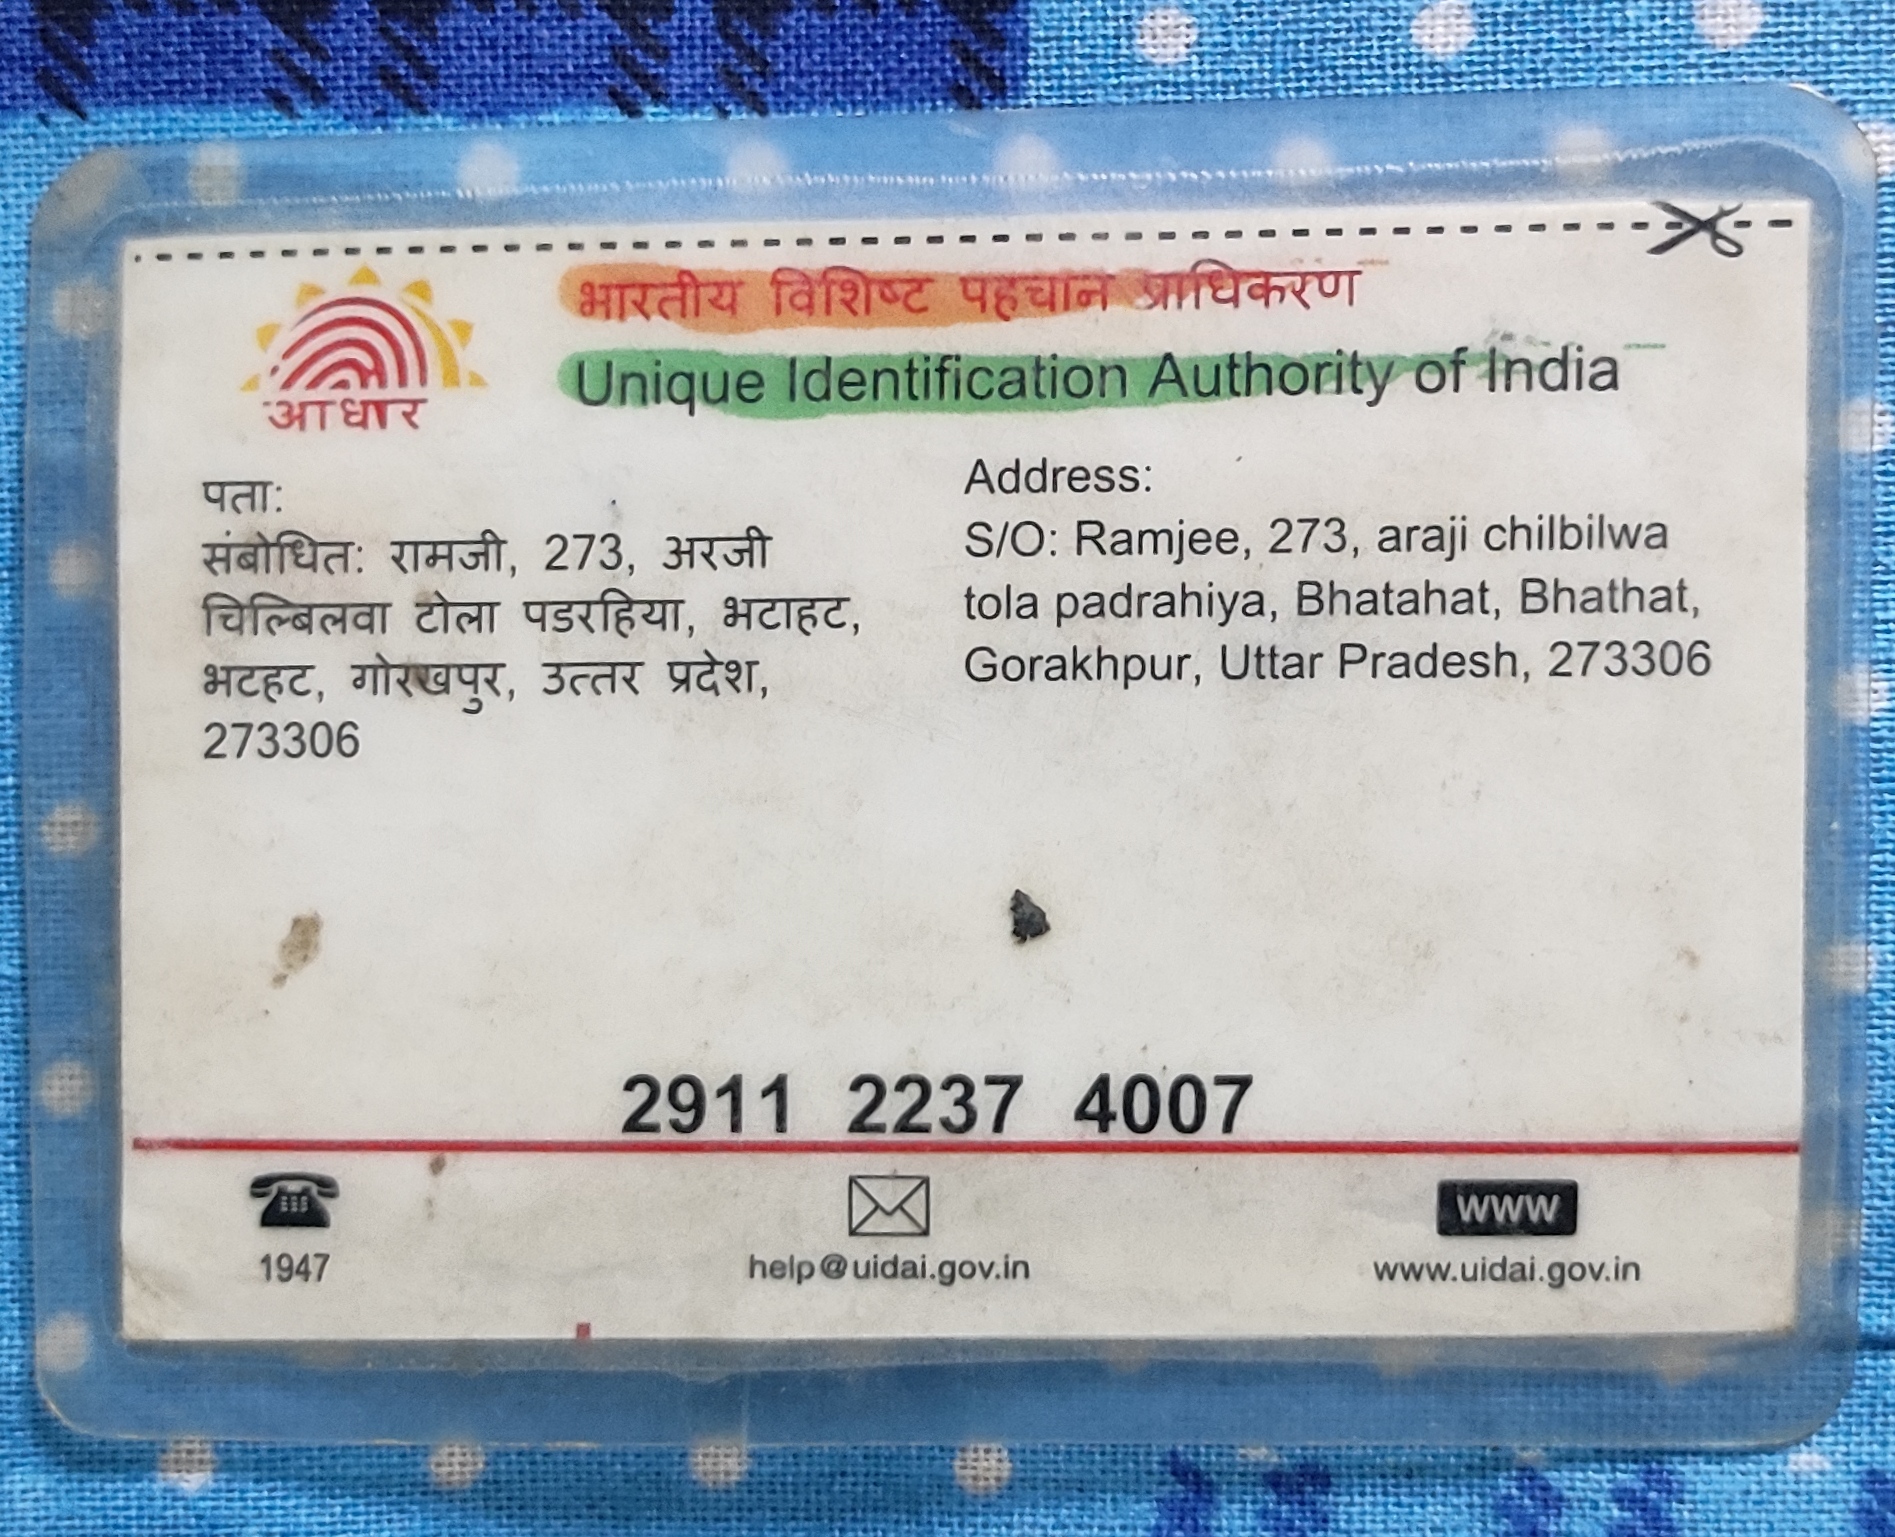 भारतीय विशिष्ट पहचान प्राधिकरण
Unique Identification Authority of India
आधार
पता:
संबोधित: रामजी, 273, अरजी
चिल्बिलवा टोला पडरहिया, भटाहट,
भटहट, गोरखपुर, उत्तर प्रदेश,
273306
Address:
S/O: Ramjee, 273, araji chilbilwa
tola padrahiya, Bhatahat, Bhathat,
Gorakhpur, Uttar Pradesh, 273306
2911 2237 4007
WWW
1947
help@uidai.gov.in
www.uidai.gov.in